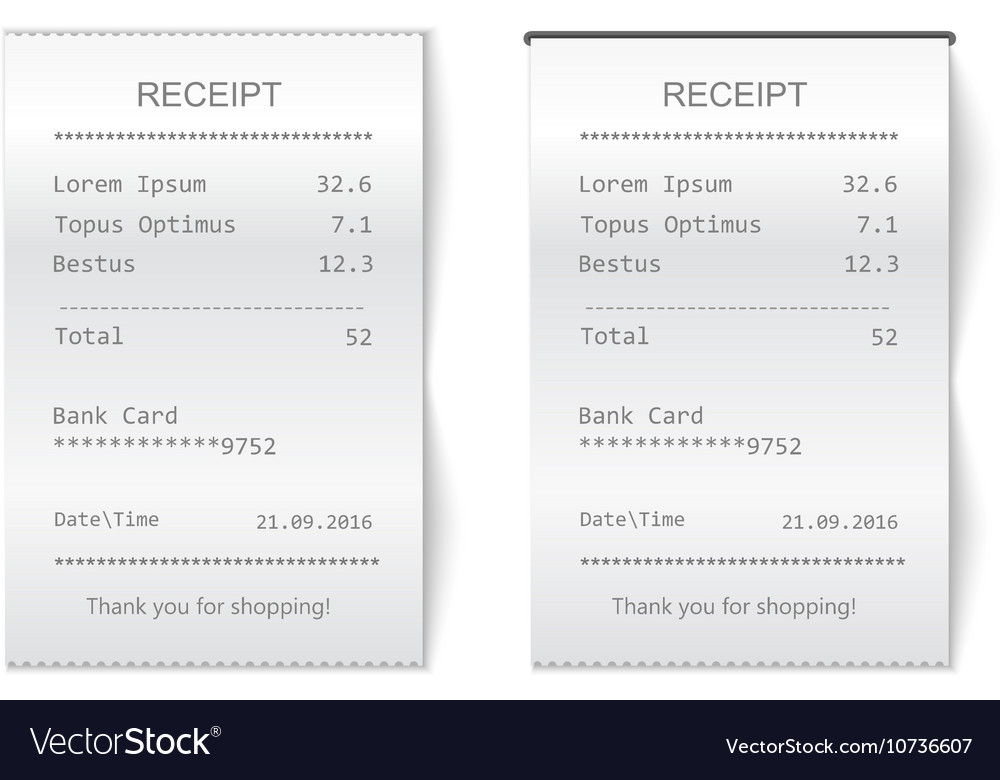 RECEIPT
*******************************
Lorem Ipsum 32.6
Topus Optimus 7.1
Bestus 12.3
------------------------------
Total 52
Bank Card
************9752
Date\Time 21.09.2016
*******************************
Thank you for shopping!
RECEIPT
*******************************
Lorem Ipsum 32.6
Topus Optimus 7.1
Bestus 12.3
------------------------------
Total 52
Bank Card
************9752
Date\Time 21.09.2016
*******************************
Thank you for shopping!
VectorStock®
VectorStock.com/10736607